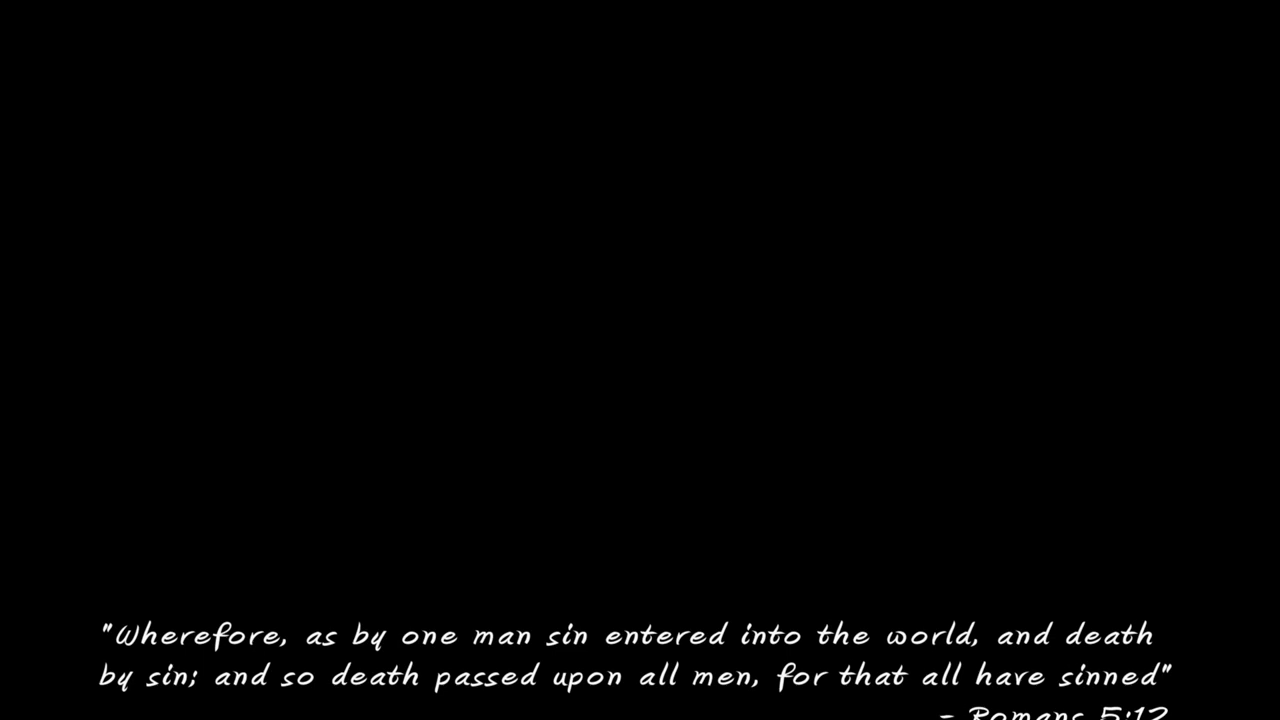 "Wherefore, as by one man sin entered into the world, and death
by sin; and so death passed upon all men, for that all have sinned"
- Romans 5:12